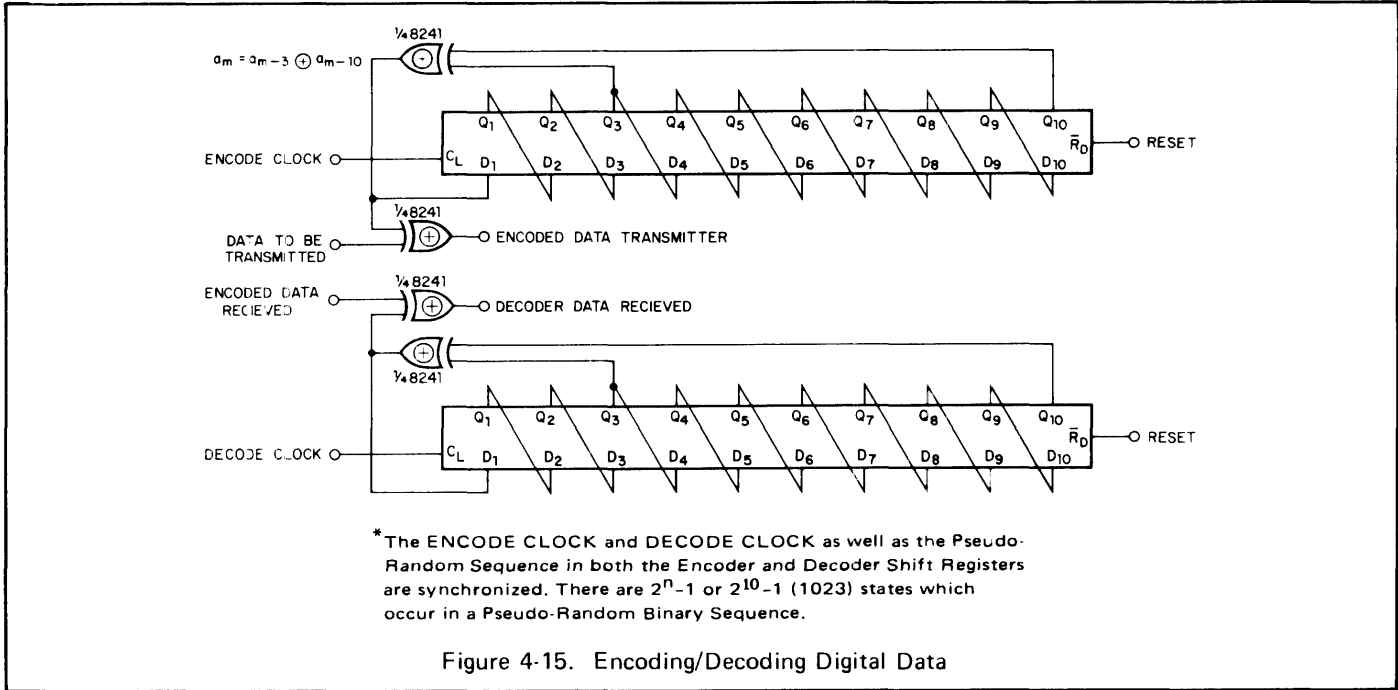 ¼ 8241
am = am-3 ⊕ am-10
Q1 Q2 Q3 Q4 Q5 Q6 Q7 Q8 Q9 Q10
R̅D RESET
ENCODE CLOCK
CL D1 D2 D3 D4 D5 D6 D7 D8 D9 D10
¼ 8241
DATA TO BE
TRANSMITTED
ENCODED DATA TRANSMITTER
¼ 8241
ENCODED DATA
RECIEVED
DECODER DATA RECIEVED
¼ 8241
Q1 Q2 Q3 Q4 Q5 Q6 Q7 Q8 Q9 Q10
R̅D RESET
DECODE CLOCK
CL D1 D2 D3 D4 D5 D6 D7 D8 D9 D10
*The ENCODE CLOCK and DECODE CLOCK as well as the Pseudo-
Random Sequence in both the Encoder and Decoder Shift Registers
are synchronized. There are 2ⁿ-1 or 2¹⁰-1 (1023) states which
occur in a Pseudo-Random Binary Sequence.
Figure 4-15. Encoding/Decoding Digital Data